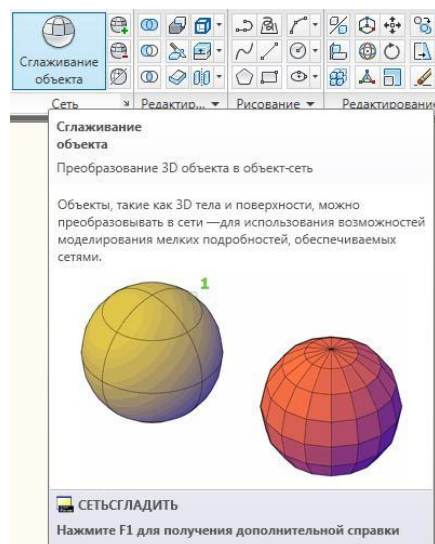 Сглаживание
объекта
Сеть
Редактир...
Рисование
Редактирование
Сглаживание
объекта
Преобразование 3D объекта в объект-сеть
Объекты, такие как 3D тела и поверхности, можно
преобразовывать в сети —для использования возможностей
моделирования мелких подробностей, обеспечиваемых
сетями.
1
СЕТЬСГЛАДИТЬ
Нажмите F1 для получения дополнительной справки